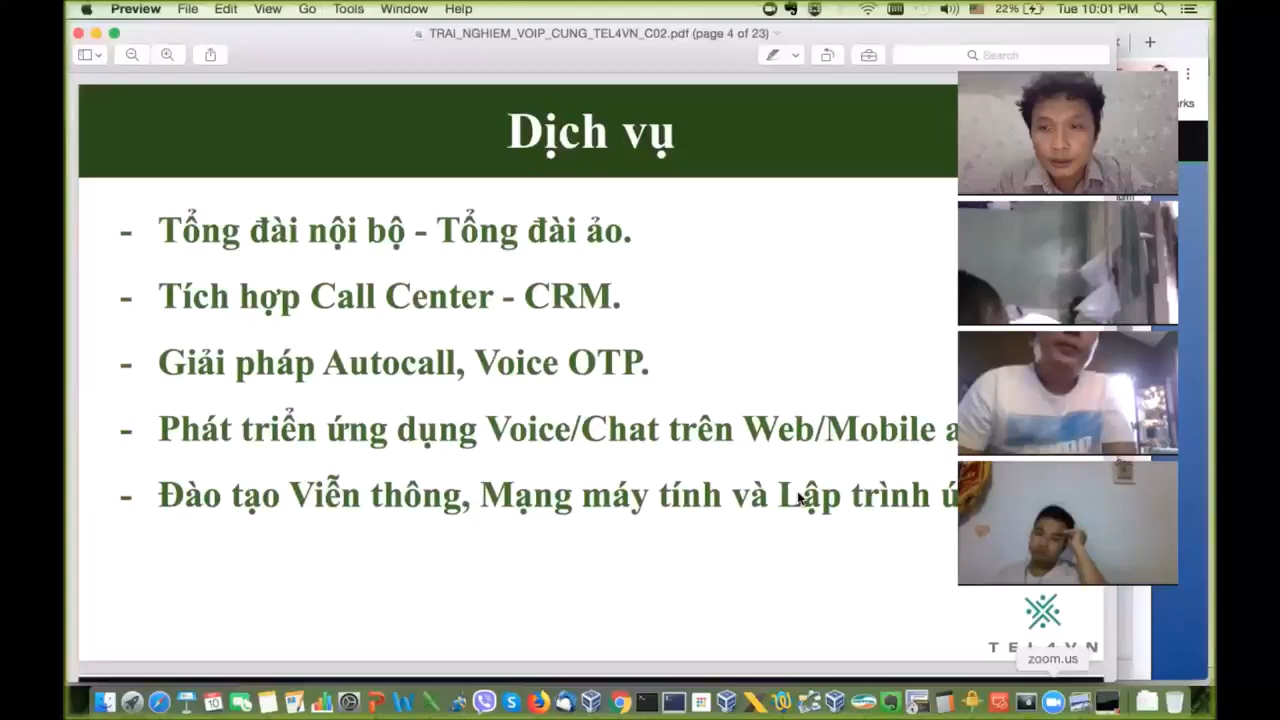 Preview File Edit View Go Tools Window Help 22% Tue 10:01 PM
TRAI_NGHIEM_VOIP_CUNG_TEL4VN_C02.pdf (page 4 of 23)
Search
Dịch vụ
- Tổng đài nội bộ - Tổng đài ảo.
- Tích hợp Call Center - CRM.
- Giải pháp Autocall, Voice OTP.
- Phát triển ứng dụng Voice/Chat trên Web/Mobile a
- Đào tạo Viễn thông, Mạng máy tính và Lập trình ứ
TEL4VN
zoom.us